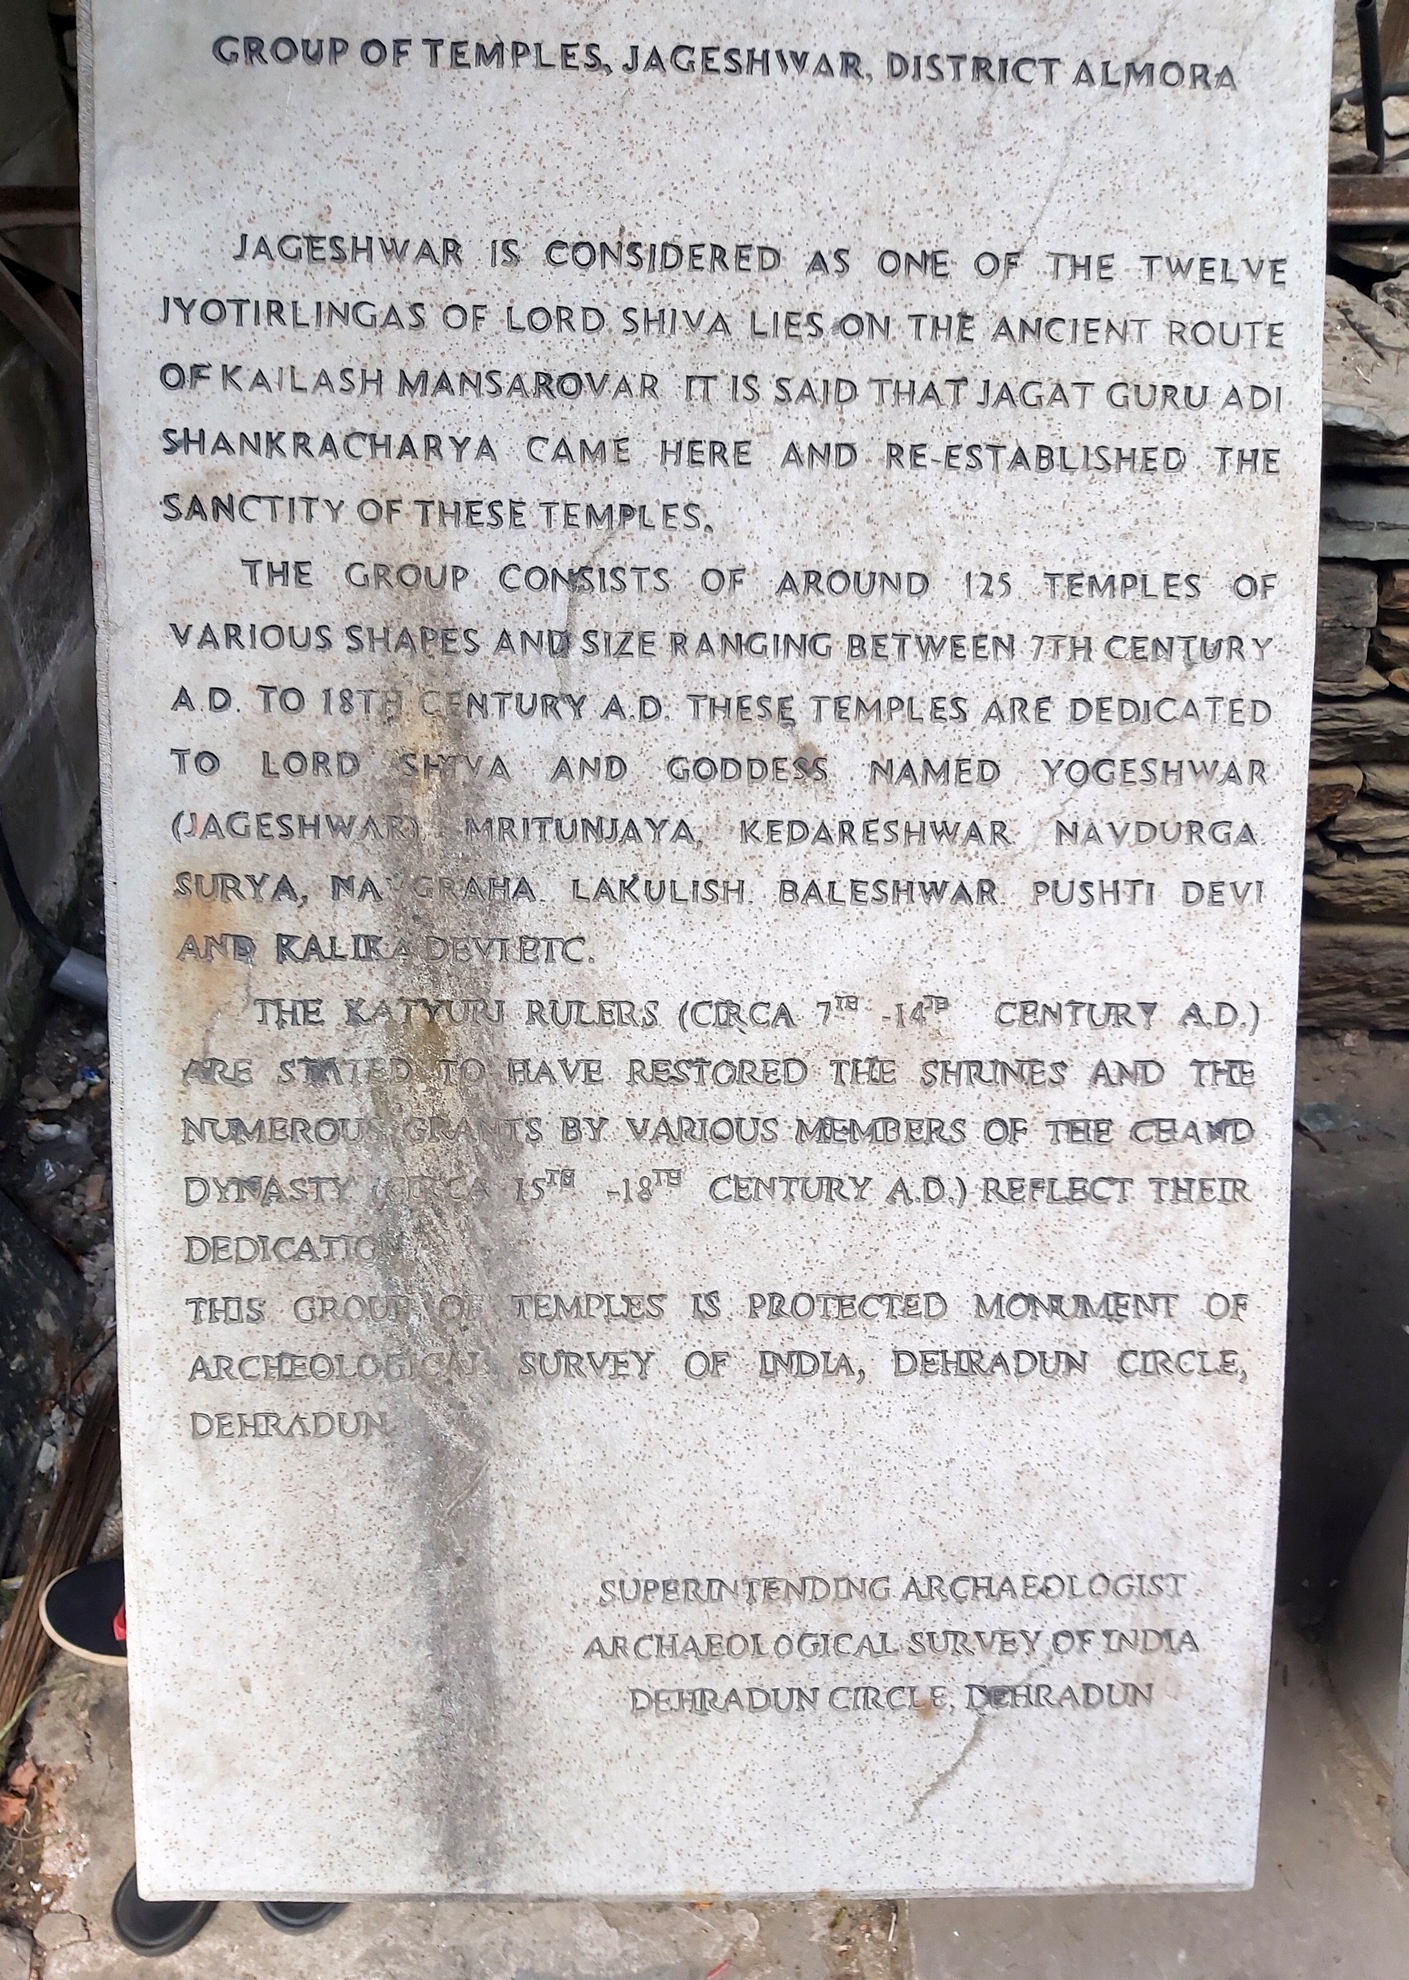 GROUP OF TEMPLES, JAGESHWAR, DISTRICT ALMORA
JAGESHWAR IS CONSIDERED AS ONE OF THE TWELVE
JYOTIRLINGAS OF LORD SHIVA LIES ON THE ANCIENT ROUTE
OF KAILASH MANSAROVAR IT IS SAID THAT JAGAT GURU ADI
SHANKRACHARYA CAME HERE AND RE-ESTABLISHED THE
SANCTITY OF THESE TEMPLES.
THE GROUP CONSISTS OF AROUND 125 TEMPLES OF
VARIOUS SHAPES AND SIZE RANGING BETWEEN 7TH CENTURY
A.D. TO 18TH CENTURY A.D. THESE TEMPLES ARE DEDICATED
TO LORD SHIVA AND GODDESS NAMED YOGESHWAR
(JAGESHWAR), MRITUNJAYA, KEDARESHWAR NAVDURGA.
SURYA, NAVGRAHA. LAKULISH. BALESHWAR. PUSHTI DEVI
AND KALIKA DEVI ETC.
THE KATYURI RULERS (CIRCA 7TH -14TH CENTURY A.D.)
ARE STATED TO HAVE RESTORED THE SHRINES AND THE
NUMEROUS GRANTS BY VARIOUS MEMBERS OF THE CHAND
DYNASTY (CIRCA 15TH -18TH CENTURY A.D.) REFLECT THEIR
DEDICATION
THIS GROUP OF TEMPLES IS PROTECTED MONUMENT OF
ARCHEOLOGICAL SURVEY OF INDIA, DEHRADUN CIRCLE,
DEHRADUN.
SUPERINTENDING ARCHAEOLOGIST
ARCHAEOLOGICAL SURVEY OF INDIA
DEHRADUN CIRCLE, DEHRADUN